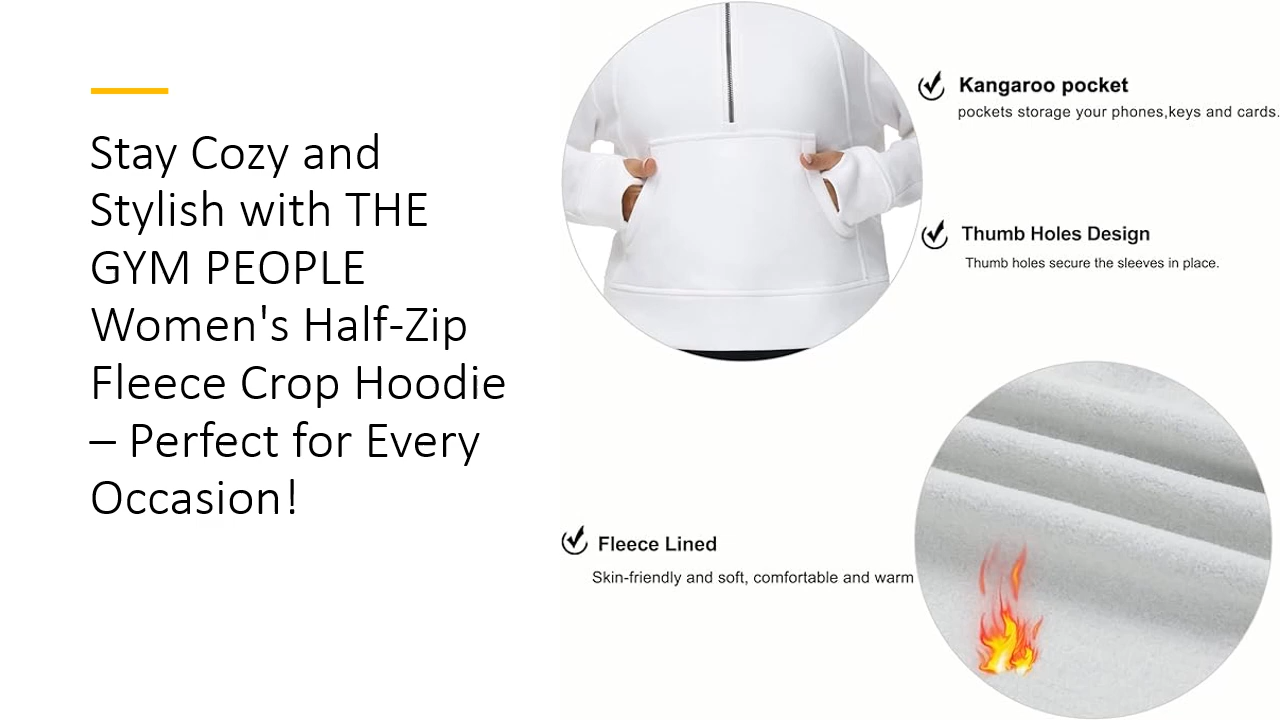 Stay Cozy and
Stylish with THE
GYM PEOPLE
Women's Half-Zip
Fleece Crop Hoodie
– Perfect for Every
Occasion!
Kangaroo pocket
pockets storage your phones,keys and cards.
Thumb Holes Design
Thumb holes secure the sleeves in place.
Fleece Lined
Skin-friendly and soft, comfortable and warm